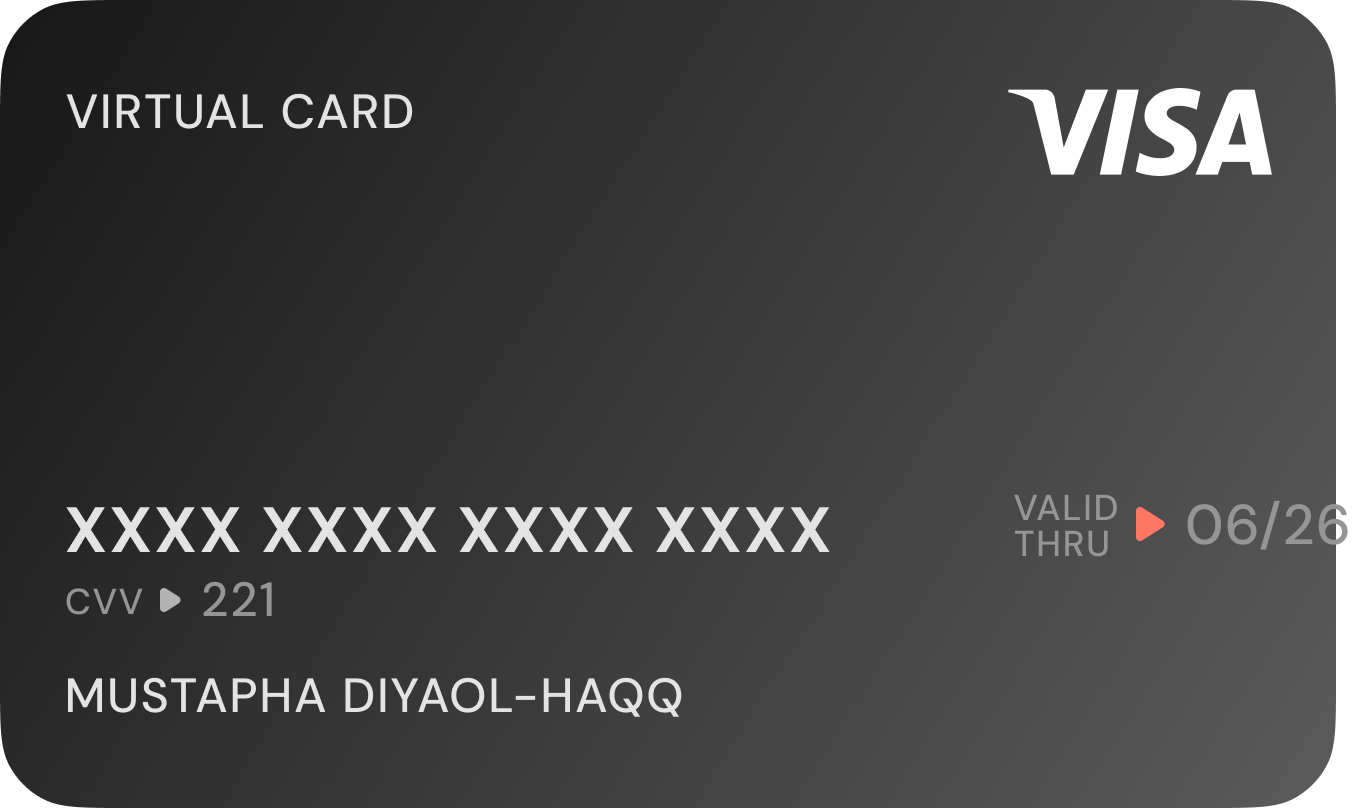 VIRTUAL CARD
VISA
XXXX XXXX XXXX XXXX
VALID THRU 06/26
CVV 221
MUSTAPHA DIYAOL-HAQQ